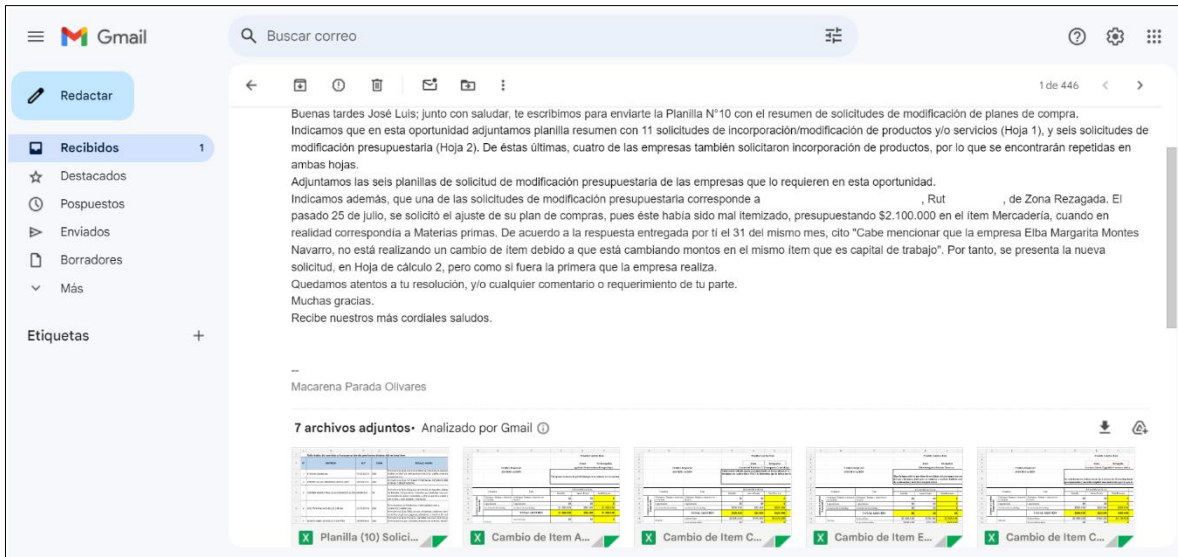 Gmail
Buscar correo
Redactar
1 de 446
Recibidos 1
Destacados
Pospuestos
Enviados
Borradores
Más
Etiquetas
Buenas tardes José Luis; junto con saludar, te escribimos para enviarte la Planilla N°10 con el resumen de solicitudes de modificación de planes de compra.
Indicamos que en esta oportunidad adjuntamos planilla resumen con 11 solicitudes de incorporación/modificación de productos y/o servicios (Hoja 1), y seis solicitudes de
modificación presupuestaria (Hoja 2). De éstas últimas, cuatro de las empresas también solicitaron incorporación de productos, por lo que se encontrarán repetidas en
ambas hojas.
Adjuntamos las seis planillas de solicitud de modificación presupuestaria de las empresas que lo requieren en esta oportunidad.
Indicamos además, que una de las solicitudes de modificación presupuestaria corresponde a , Rut , de Zona Rezagada. El
pasado 25 de julio, se solicitó el ajuste de su plan de compras, pues éste había sido mal itemizado, presupuestando $2.100.000 en el ítem Mercadería, cuando en
realidad correspondía a Materias primas. De acuerdo a la respuesta entregada por tí el 31 del mismo mes, cito "Cabe mencionar que la empresa Elba Margarita Montes
Navarro, no está realizando un cambio de ítem debido a que está cambiando montos en el mismo ítem que es capital de trabajo". Por tanto, se presenta la nueva
solicitud, en Hoja de cálculo 2, pero como si fuera la primera que la empresa realiza.
Quedamos atentos a tu resolución, y/o cualquier comentario o requerimiento de tu parte.
Muchas gracias.
Recibe nuestros más cordiales saludos.
--
Macarena Parada Olivares
7 archivos adjuntos• Analizado por Gmail
Planilla (10) Solici...
Cambio de Item A...
Cambio de Item C...
Cambio de Item E...
Cambio de Item C...